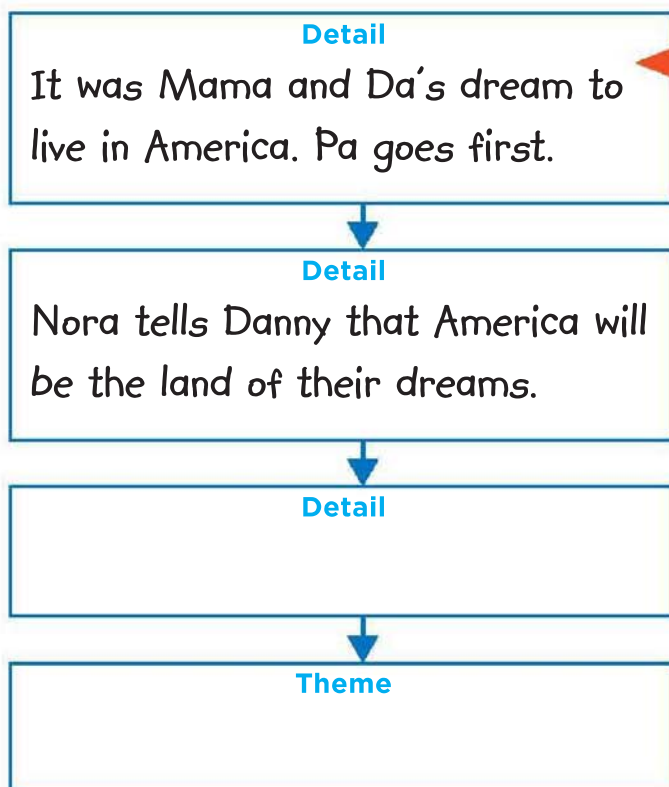 Detail
It was Mama and Da's dream to
live in America. Pa goes first.
Detail
Nora tells Danny that America will
be the land of their dreams.
Detail
Theme